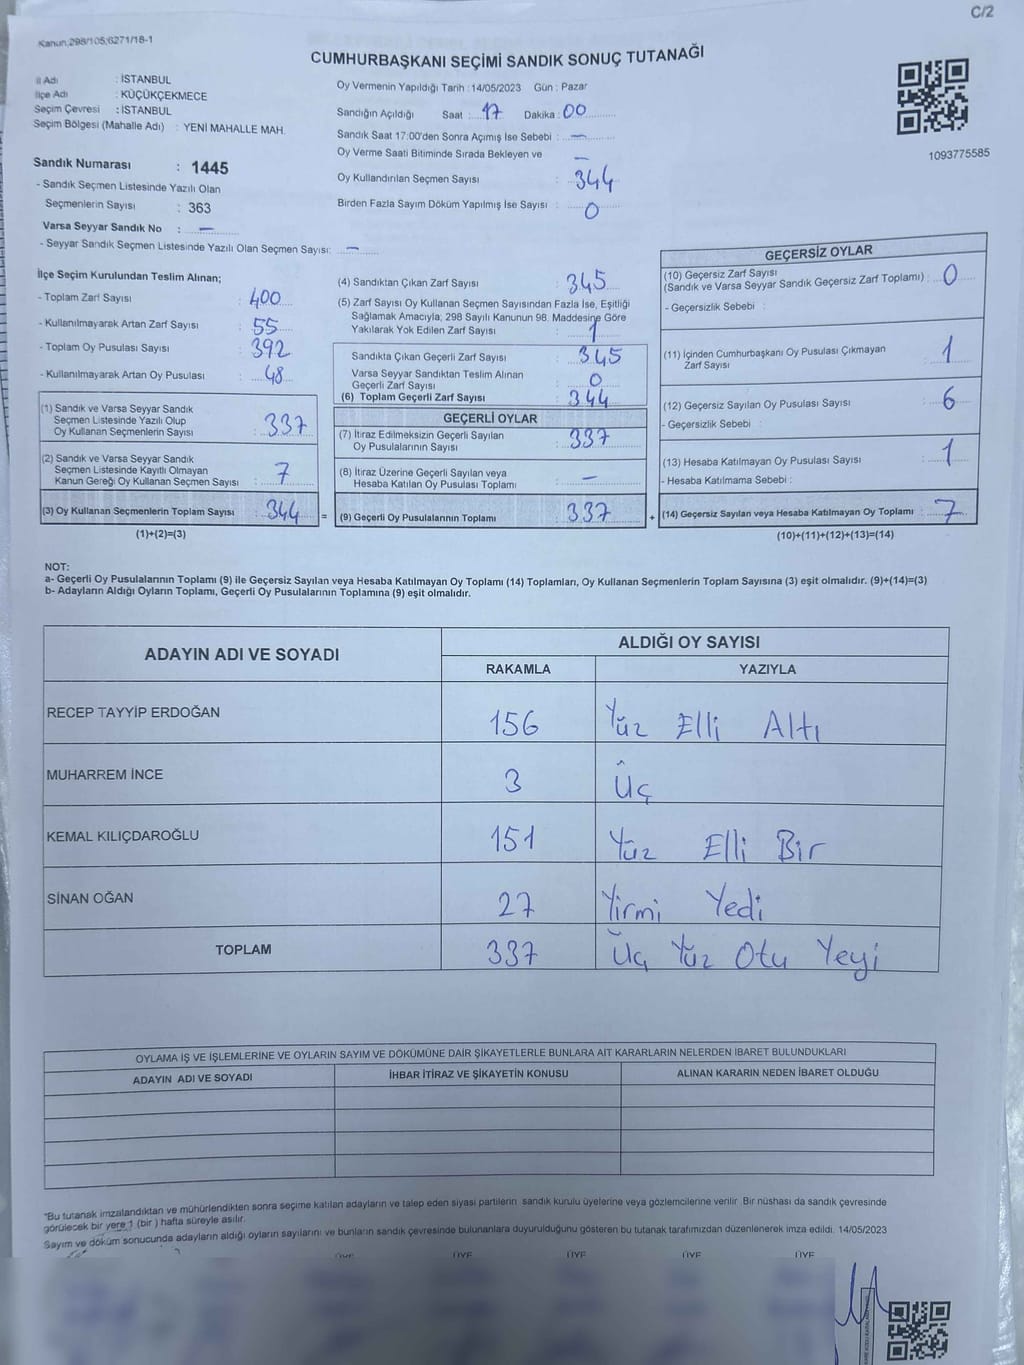 C/2
Kanun;298/105;6271/18-1
CUMHURBAŞKANI SEÇİMİ SANDIK SONUÇ TUTANAĞI
İl Adı : İSTANBUL
İlçe Adı : KÜÇÜKÇEKMECE
Seçim Çevresi : İSTANBUL
Seçim Bölgesi (Mahalle Adı) : YENİ MAHALLE MAH.
Oy Vermenin Yapıldığı Tarih : 14/05/2023 Gün : Pazar
Sandığın Açıldığı Saat : 17 Dakika : 00
Sandık Saat 17:00'den Sonra Açımış İse Sebebi : —
Oy Verme Saati Bitiminde Sırada Bekleyen ve —
Oy Kullandırılan Seçmen Sayısı : 344
Birden Fazla Sayım Döküm Yapılmış İse Sayısı : 0
1093775585
Sandık Numarası : 1445
- Sandık Seçmen Listesinde Yazılı Olan
Seçmenlerin Sayısı : 363
Varsa Seyyar Sandık No : —
- Seyyar Sandık Seçmen Listesinde Yazılı Olan Seçmen Sayısı: —
İlçe Seçim Kurulundan Teslim Alınan;
- Toplam Zarf Sayısı : 400
- Kullanılmayarak Artan Zarf Sayısı : 55
- Toplam Oy Pusulası Sayısı : 392
- Kullanılmayarak Artan Oy Pusulası : 48
(1) Sandık ve Varsa Seyyar Sandık
Seçmen Listesinde Yazılı Olup
Oy Kullanan Seçmenlerin Sayısı : 337
(2) Sandık ve Varsa Seyyar Sandık
Seçmen Listesinde Kayıtlı Olmayan
Kanun Gereği Oy Kullanan Seçmen Sayısı : 7
(3) Oy Kullanan Seçmenlerin Toplam Sayısı : 344 =
(1)+(2)=(3)
(4) Sandıktan Çıkan Zarf Sayısı : 345
(5) Zarf Sayısı Oy Kullanan Seçmen Sayısından Fazla İse, Eşitliği
Sağlamak Amacıyla; 298 Sayılı Kanunun 98. Maddesine Göre
Yakılarak Yok Edilen Zarf Sayısı : 1
Sandıkta Çıkan Geçerli Zarf Sayısı : 345
Varsa Seyyar Sandıktan Teslim Alınan
Geçerli Zarf Sayısı : 0
(6) Toplam Geçerli Zarf Sayısı : 344
GEÇERLİ OYLAR
(7) İtiraz Edilmeksizin Geçerli Sayılan
Oy Pusulalarının Sayısı : 337
(8) İtiraz Üzerine Geçerli Sayılan veya
Hesaba Katılan Oy Pusulası Toplamı : —
(9) Geçerli Oy Pusulalarının Toplamı : 337 +
GEÇERSİZ OYLAR
(10) Geçersiz Zarf Sayısı
(Sandık ve Varsa Seyyar Sandık Geçersiz Zarf Toplamı) : 0
- Geçersizlik Sebebi :
(11) İçinden Cumhurbaşkanı Oy Pusulası Çıkmayan
Zarf Sayısı : 1
(12) Geçersiz Sayılan Oy Pusulası Sayısı : 6
- Geçersizlik Sebebi :
(13) Hesaba Katılmayan Oy Pusulası Sayısı : 1
- Hesaba Katılmama Sebebi :
(14) Geçersiz Sayılan veya Hesaba Katılmayan Oy Toplamı : 7
(10)+(11)+(12)+(13)=(14)
NOT:
a- Geçerli Oy Pusulalarının Toplamı (9) ile Geçersiz Sayılan veya Hesaba Katılmayan Oy Toplamı (14) Toplamları, Oy Kullanan Seçmenlerin Toplam Sayısına (3) eşit olmalıdır. (9)+(14)=(3)
b- Adayların Aldığı Oyların Toplamı, Geçerli Oy Pusulalarının Toplamına (9) eşit olmalıdır.
ADAYIN ADI VE SOYADI
ALDIĞI OY SAYISI
RAKAMLA YAZIYLA
RECEP TAYYİP ERDOĞAN 156 Yüz Elli Altı
MUHARREM İNCE 3 Üç
KEMAL KILIÇDAROĞLU 151 Yüz Elli Bir
SİNAN OĞAN 27 Yirmi Yedi
TOPLAM 337 Üç Yüz Otu Yeyi
OYLAMA İŞ VE İŞLEMLERİNE VE OYLARIN SAYIM VE DÖKÜMÜNE DAİR ŞİKAYETLERLE BUNLARA AİT KARARLARIN NELERDEN İBARET BULUNDUKLARI
ADAYIN ADI VE SOYADI İHBAR İTİRAZ VE ŞİKAYETİN KONUSU ALINAN KARARIN NEDEN İBARET OLDUĞU
"Bu tutanak imzalandıktan ve mühürlendikten sonra seçime katılan adayların ve talep eden siyasi partilerin sandık kurulu üyelerine veya gözlemcilerine verilir. Bir nüshası da sandık çevresinde
görülecek bir yere 1 (bir ) hafta süreyle asılır.
Sayım ve döküm sonucunda adayların aldığı oyların sayılarını ve bunların sandık çevresinde bulunanlara duyurulduğunu gösteren bu tutanak tarafımızdan düzenlenerek imza edildi. 14/05/2023
ÜYE ÜYE ÜYE ÜYE ÜYE